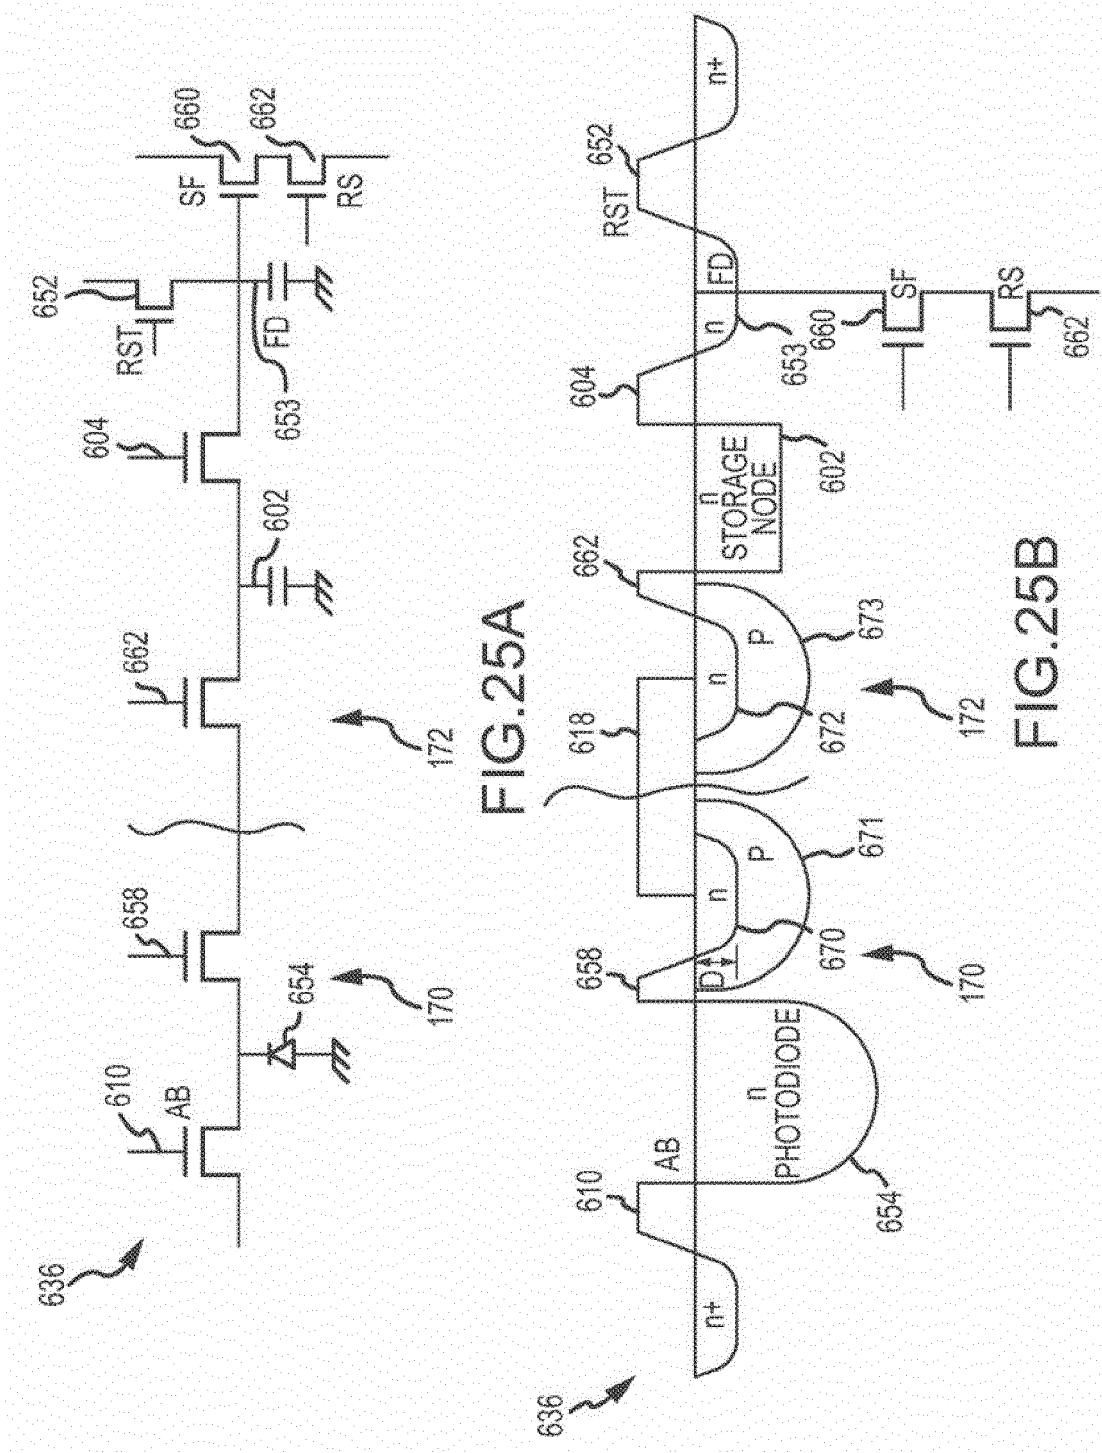 636
610
AB
654
658
170
172
662
602
604
653
FD
RST
652
SF
660
662
RS
FIG.25A
636
n+
610
AB
n
PHOTODIODE
654
658
D
n
P
670
671
170
618
n
P
672
673
172
662
n
STORAGE
NODE
602
604
n
FD
653
RST
652
n+
660
SF
RS
662
FIG.25B